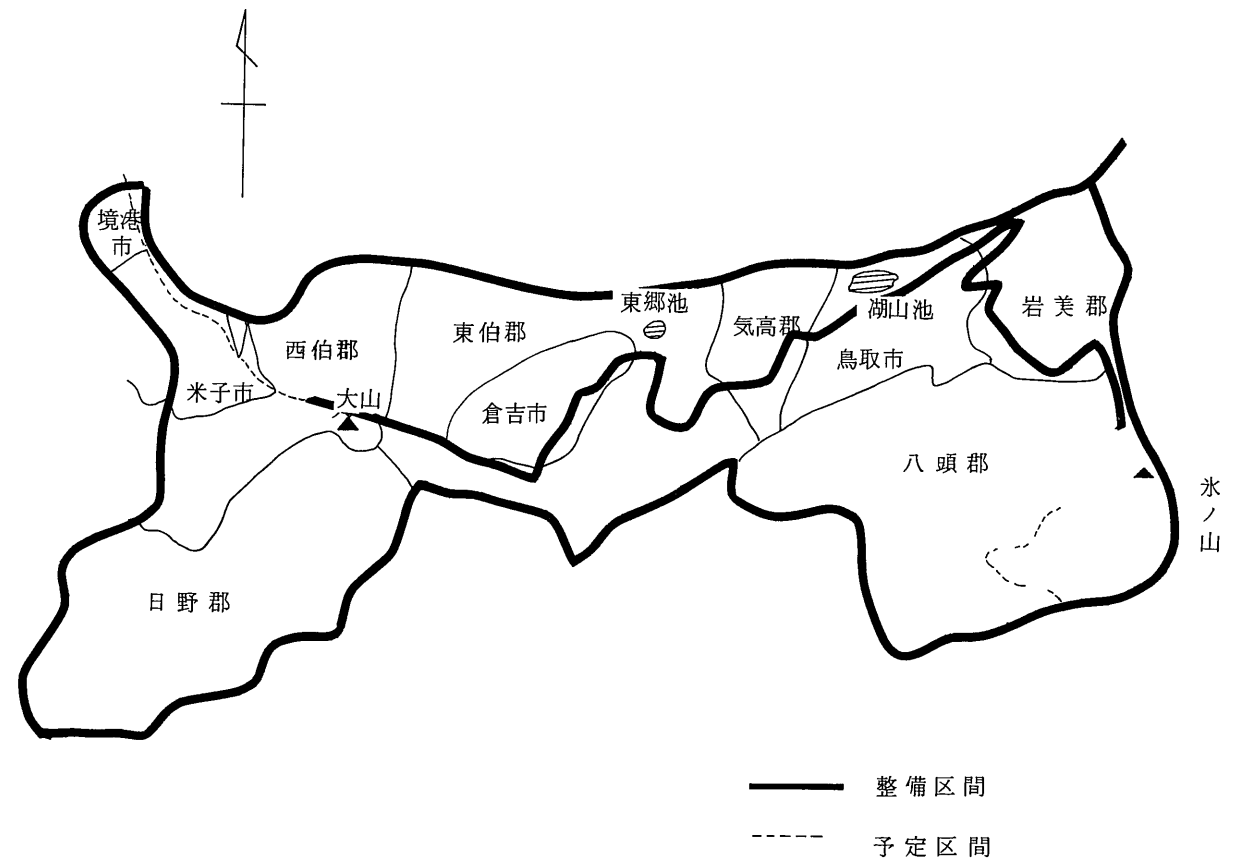 境港
市
東郷池
湖山池
岩美郡
気高郡
東伯郡
西伯郡
鳥取市
米子市
大山
倉吉市
八頭郡
氷ノ山
日野郡
整備区間
予定区間